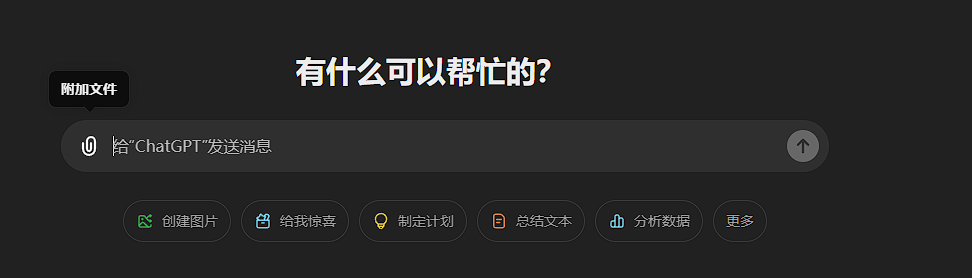 有什么可以帮忙的?
附加文件
给"ChatGPT"发送消息
创建图片 给我惊喜 制定计划 总结文本 分析数据 更多